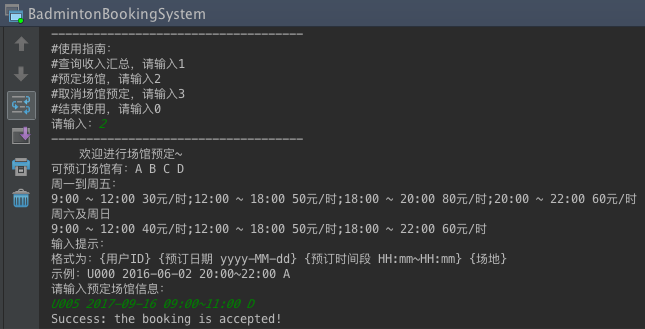 BadmintonBookingSystem
------------------------------------
#使用指南:
#查询收入汇总，请输入1
#预定场馆，请输入2
#取消场馆预定，请输入3
#结束使用，请输入0
请输入：2
------------------------------------
欢迎进行场馆预定~
可预订场馆有：A B C D
周一到周五:
9:00 ~ 12:00 30元/时;12:00 ~ 18:00 50元/时;18:00 ~ 20:00 80元/时;20:00 ~ 22:00 60元/时
周六及周日
9:00 ~ 12:00 40元/时;12:00 ~ 18:00 50元/时;18:00 ~ 22:00 60元/时
输入提示:
格式为: {用户ID} {预订日期 yyyy-MM-dd} {预订时间段 HH:mm~HH:mm} {场地}
示例: U000 2016-06-02 20:00~22:00 A
请输入预定场馆信息:
U005 2017-09-16 09:00~11:00 D
Success: the booking is accepted!